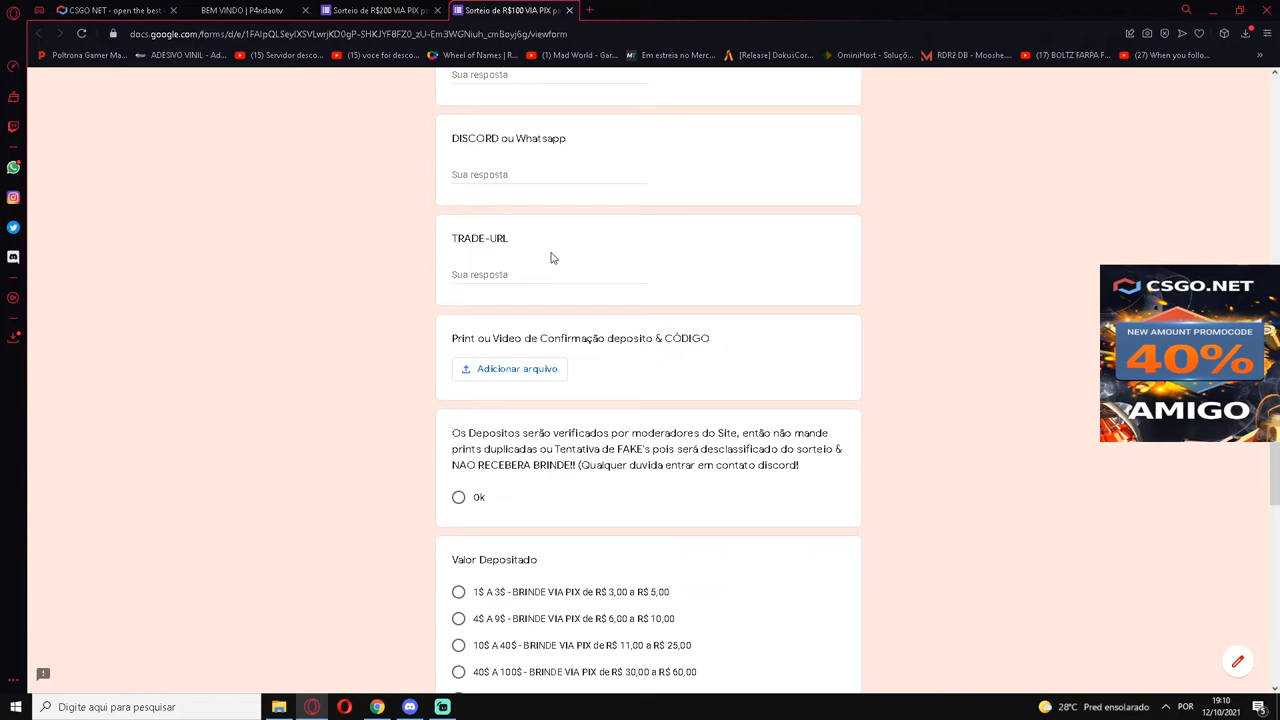 CSGO NET - open the best
BEM VINDO | P4ndaotv
Sorteio de R$200 VIA PIX p
Sorteio de R$100 VIA PIX pa
docs.google.com/forms/d/e/1FAIpQLSeyIXSVLwrjKD0gP-SHKJYF8FZ0_zU-Em3WGNiuh_cmBoyj6g/viewform
Poltrona Gamer Ma...
ADESIVO VINIL - Ad...
(15) Servidor desco...
(15) voce foi desco...
Wheel of Names | R...
(1) Mad World - Gar...
Em estreia no Merc...
[Release] DokusCor...
OminiHost - Soluçõ...
RDR2 DB - Mooshe...
(17) BOLTZ FARPA F...
(27) When you follo...
Sua resposta
DISCORD ou Whatsapp
Sua resposta
TRADE-URL
Sua resposta
Print ou Video de Confirmação deposito & CÓDIGO
Adicionar arquivo
Os Depositos serão verificados por moderadores do Site, então não mande
prints duplicadas ou Tentativa de FAKE's pois será desclassificado do sorteio &
NAO RECEBERA BRINDE!! (Qualquer duvida entrar em contato discord!
Ok
Valor Depositado
1$ A 3$ - BRINDE VIA PIX de R$ 3,00 a R$ 5,00
4$ A 9$ - BRINDE VIA PIX de R$ 6,00 a R$ 10,00
10$ A 40$ - BRINDE VIA PIX de R$ 11,00 a R$ 25,00
40$ A 100$ - BRINDE VIA PIX de R$ 30,00 a R$ 60,00
CSGO.NET
NEW AMOUNT PROMOCODE
40%
AMIGO
Digite aqui para pesquisar
28°C Pred ensolarado
POR
19:10
12/10/2021
5